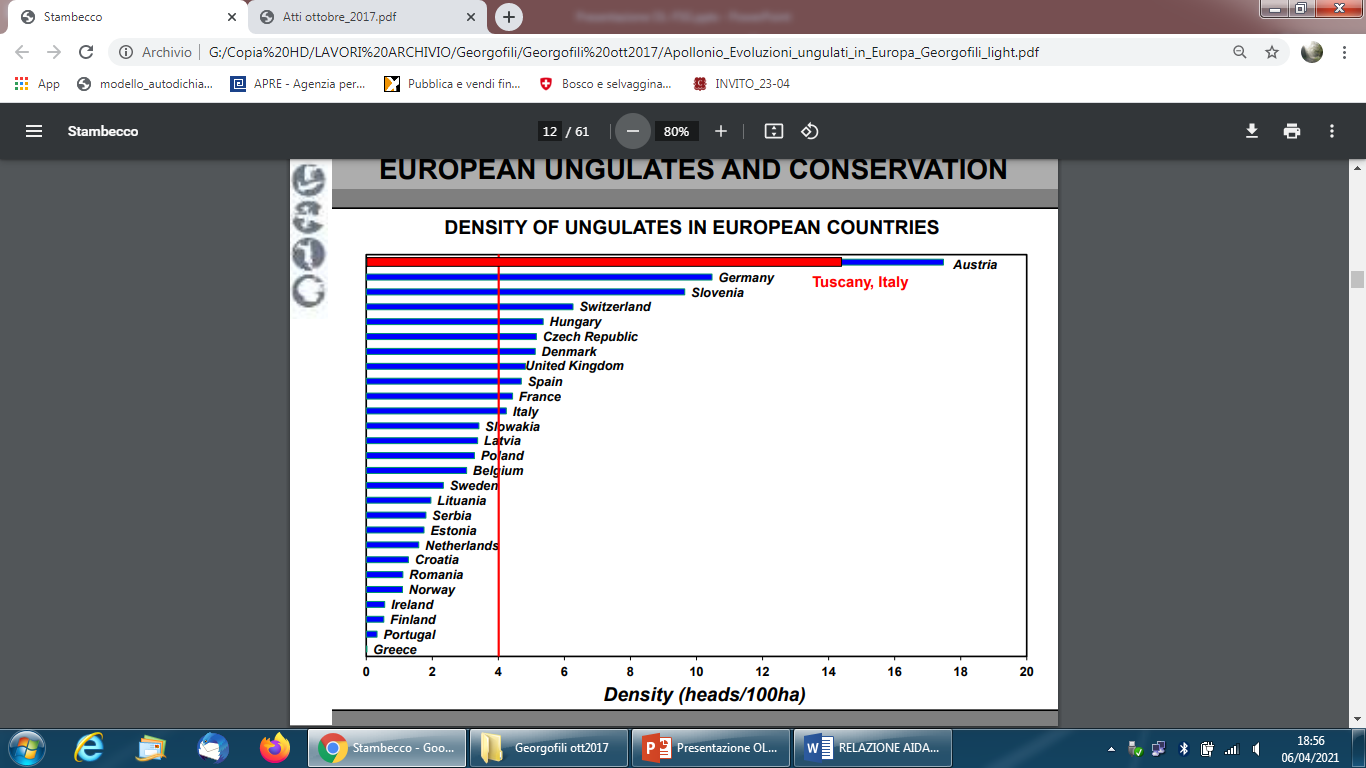 Stambecco
Atti ottobre_2017.pdf
Archivio
G:/Copia%20HD/LAVORI%20ARCHIVIO/Georgofili/Georgofili%20ott2017/Apollonio_Evoluzioni_ungulati_in_Europa_Georgofili_light.pdf
App
modello_autodichia...
APRE - Agenzia per...
Pubblica e vendi fin...
Bosco e selvaggina...
INVITO_23-04
Stambecco
12 / 61
80%
EUROPEAN UNGULATES AND CONSERVATION
DENSITY OF UNGULATES IN EUROPEAN COUNTRIES
Austria
Tuscany, Italy
Germany
Slovenia
Switzerland
Hungary
Czech Republic
Denmark
United Kingdom
Spain
France
Italy
Slowakia
Latvia
Poland
Belgium
Sweden
Lituania
Serbia
Estonia
Netherlands
Croatia
Romania
Norway
Ireland
Finland
Portugal
Greece
0 2 4 6 8 10 12 14 16 18 20
Density (heads/100ha)
Stambecco - Goo...
Georgofili ott2017
Presentazione OL...
RELAZIONE AIDA...
18:56
06/04/2021